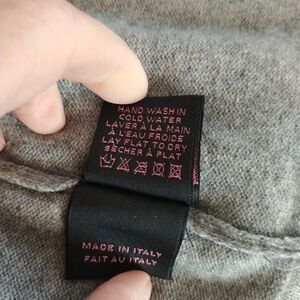 HAND WASH IN
COLD WATER
LAVER À LA MAIN
À L'EAU FROIDE
LAY FLAT TO DRY
SÉCHER À PLAT
MADE IN ITALY
FAIT AU ITALY